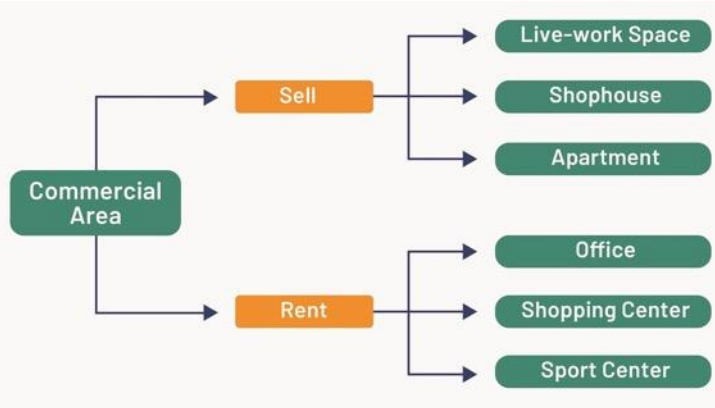 Live-work Space
Sell
Shophouse
Apartment
Commercial
Area
Office
Rent
Shopping Center
Sport Center